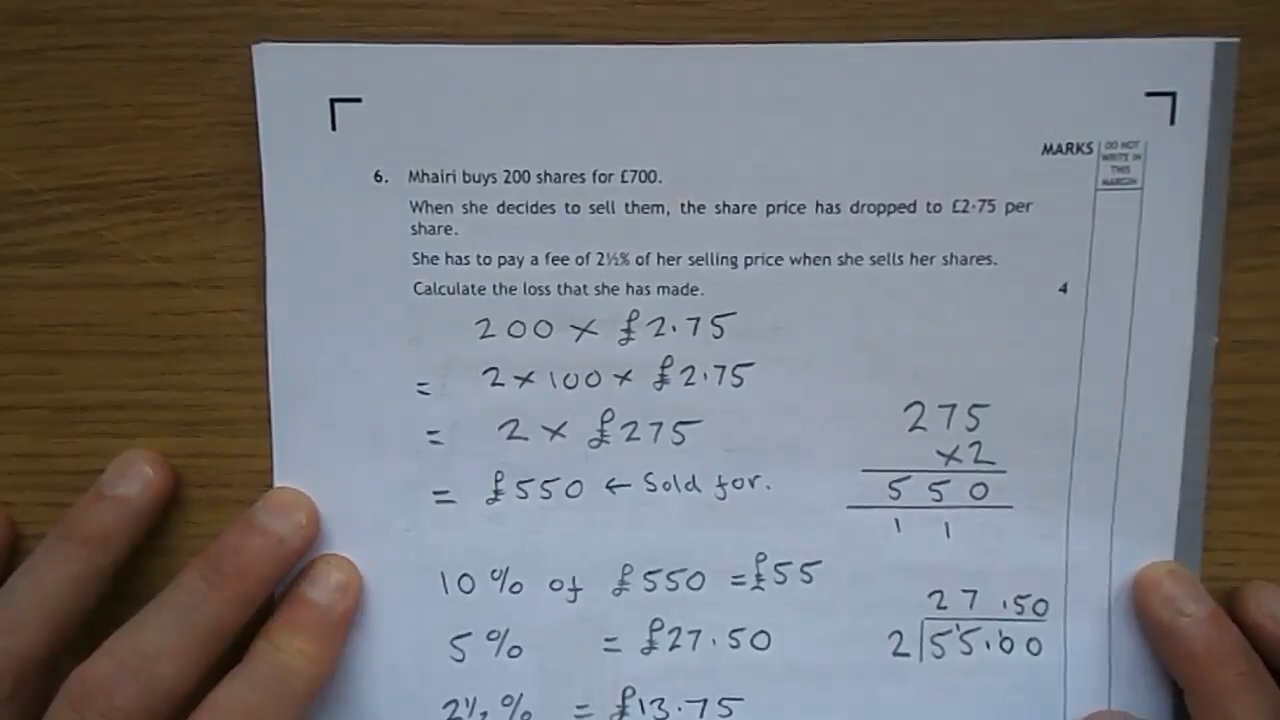 MARKS
DO NOT
WRITE IN
THIS
MARGIN
6. Mhairi buys 200 shares for £700.
When she decides to sell them, the share price has dropped to £2·75 per
share.
She has to pay a fee of 2½% of her selling price when she sells her shares.
Calculate the loss that she has made.
4
200 × £2.75
= 2 × 100 × £2.75
= 2 × £275
= £550 ← Sold for.
275
×2
550
1 1
10% of £550 = £55
5% = £27.50
2½% = £13.75
27.50
2 55.00